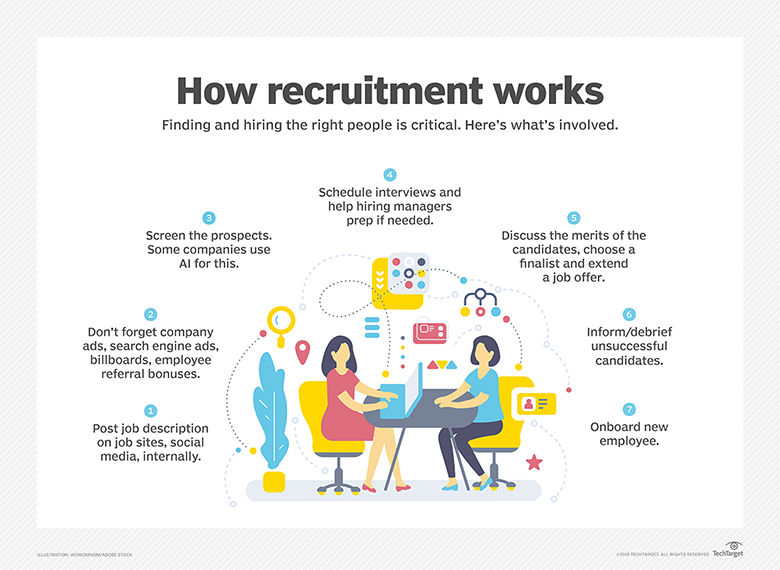 How recruitment works
Finding and hiring the right people is critical. Here's what's involved.
1
Post job description
on job sites, social
media, internally.
2
Don't forget company
ads, search engine ads,
billboards, employee
referral bonuses.
3
Screen the prospects.
Some companies use
AI for this.
4
Schedule interviews and
help hiring managers
prep if needed.
5
Discuss the merits of the
candidates, choose a
finalist and extend
a job offer.
6
Inform/debrief
unsuccessful
candidates.
7
Onboard new
employee.
ILLUSTRATION: WOWOMNOM/ADOBE STOCK
©2018 TECHTARGET. ALL RIGHTS RESERVED
TechTarget